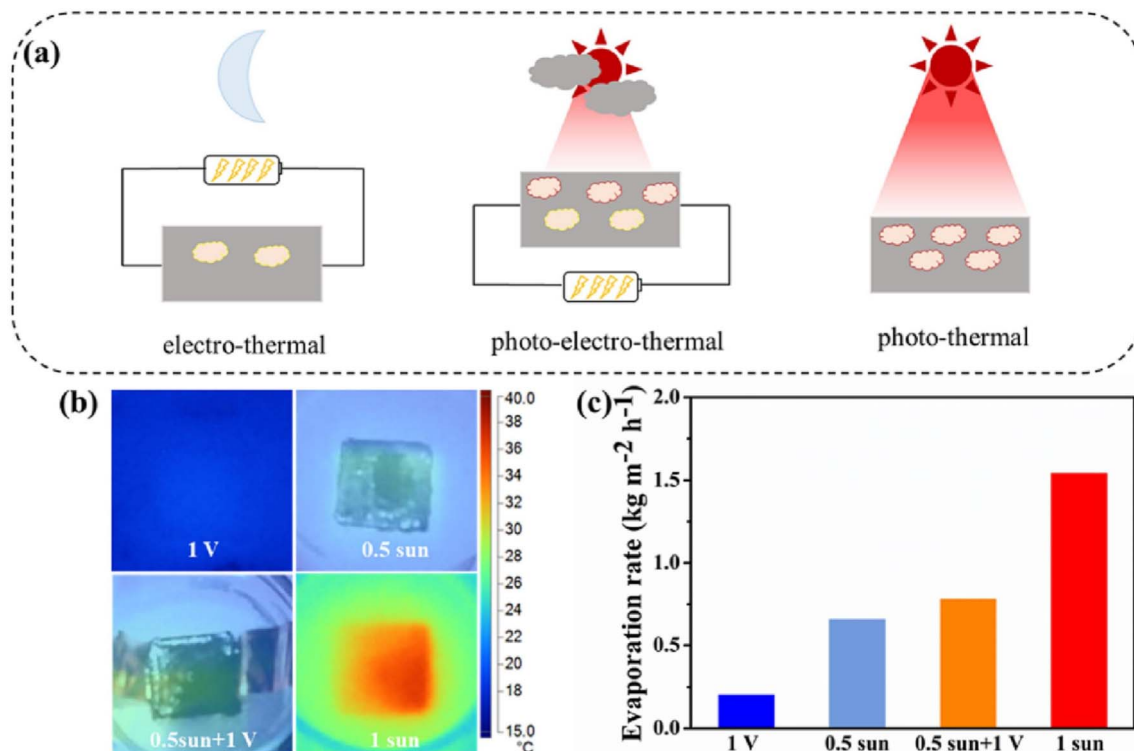 (a)
electro-thermal
photo-electro-thermal
photo-thermal
(b)
1 V
0.5 sun
0.5sun+1 V
1 sun
40.0
38
36
34
32
30
28
26
24
22
20
18
15.0
°C
(c)
Evaporation rate (kg m⁻² h⁻¹)
2.0
1.5
1.0
0.5
0.0
1 V
0.5 sun
0.5 sun+1 V
1 sun